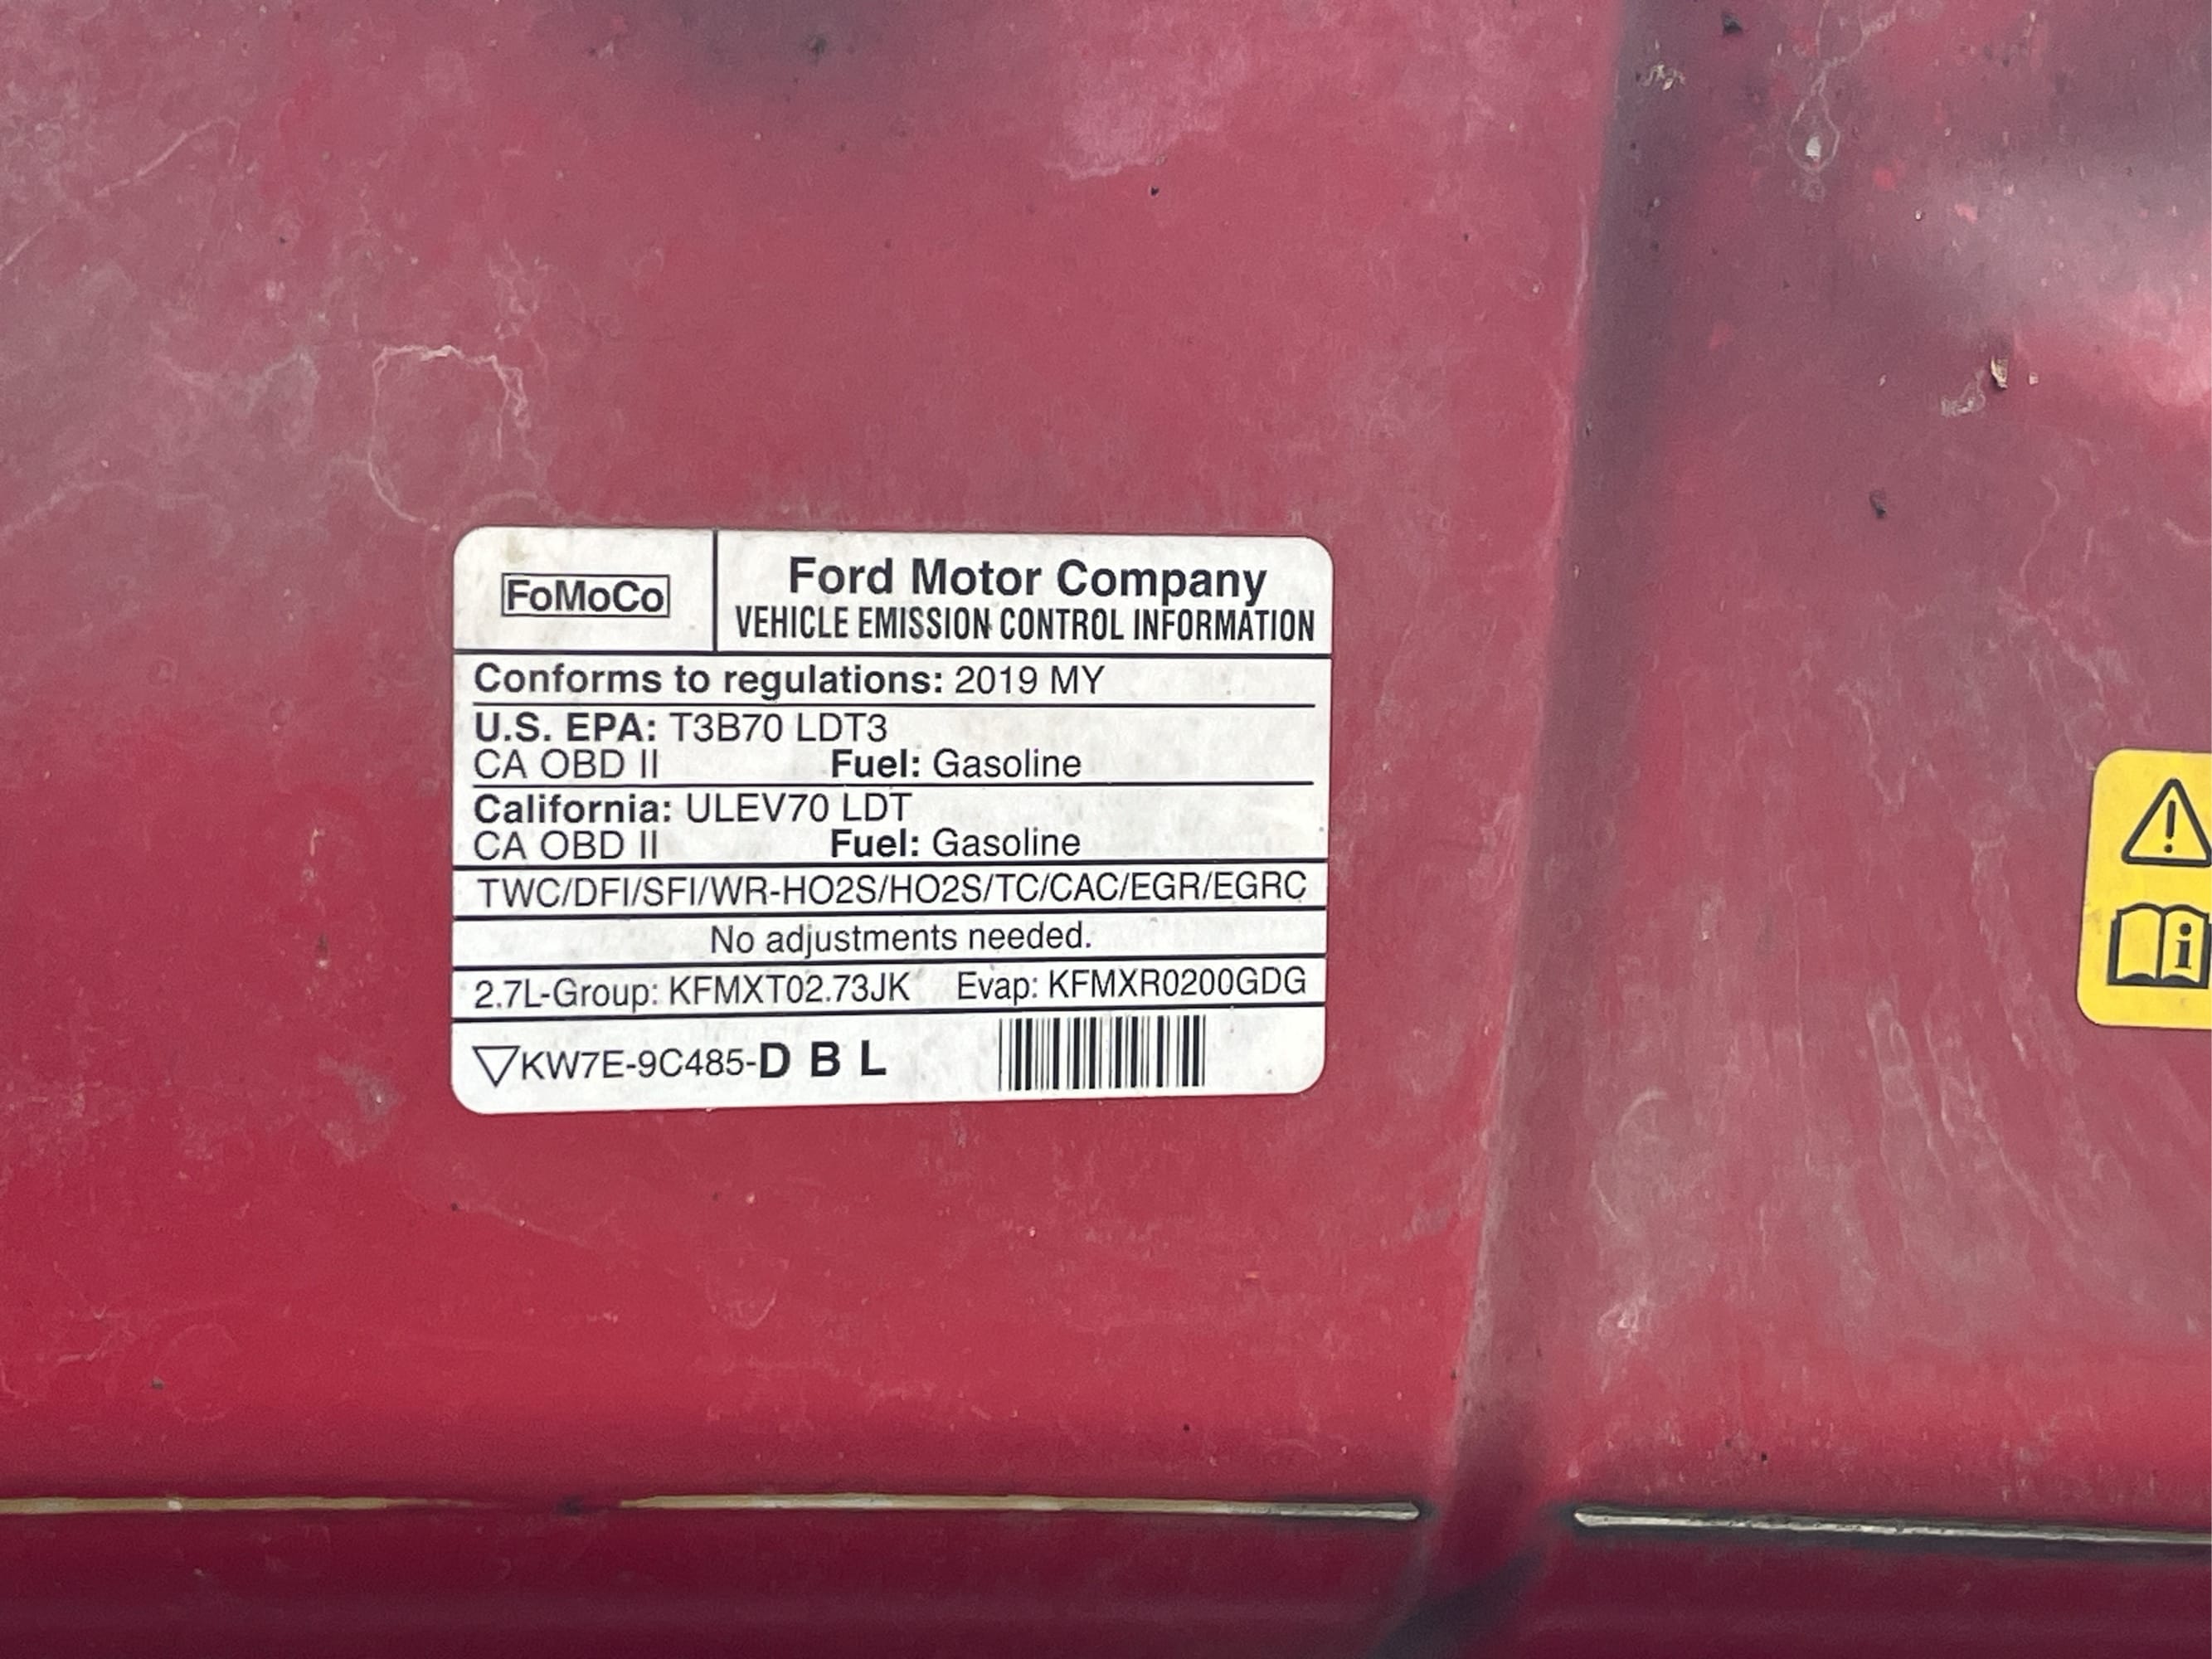 FoMoCo
Ford Motor Company
VEHICLE EMISSION CONTROL INFORMATION
Conforms to regulations: 2019 MY
U.S. EPA: T3B70 LDT3
CA OBD II Fuel: Gasoline
California: ULEV70 LDT
CA OBD II Fuel: Gasoline
TWC/DFI/SFI/WR-HO2S/HO2S/TC/CAC/EGR/EGRC
No adjustments needed.
2.7L-Group: KFMXT02.73JK Evap: KFMXR0200GDG
KW7E-9C485-D B L